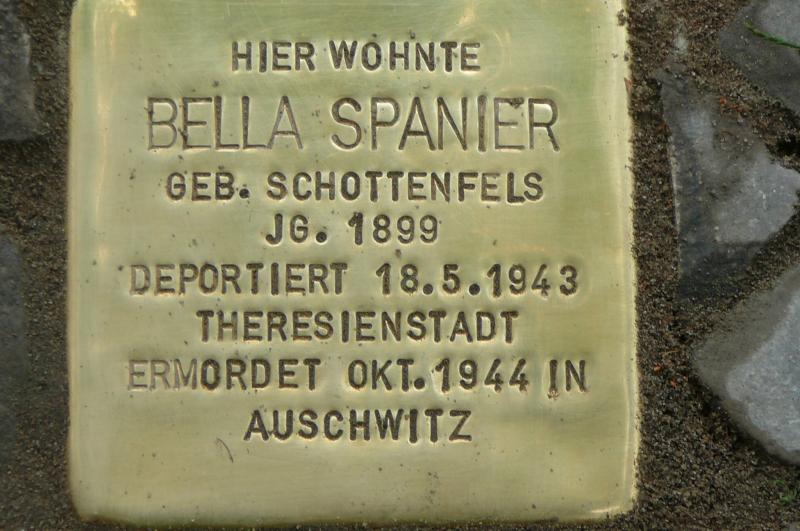 HIER WOHNTE
BELLA SPANIER
GEB. SCHOTTENFELS
JG. 1899
DEPORTIERT 18.5.1943
THERESIENSTADT
ERMORDET OKT. 1944 IN
AUSCHWITZ